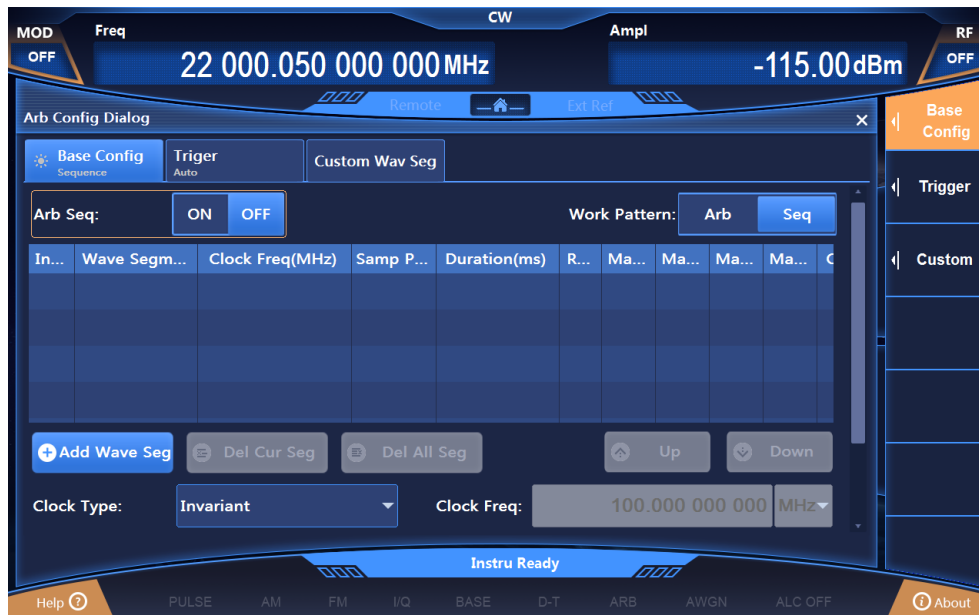 CW
MOD
OFF
Freq
22 000.050 000 000 MHz
Ampl
-115.00 dBm
RF
OFF
Remote
Ext Ref
Arb Config Dialog
Base Config
Sequence
Triger
Auto
Custom Wav Seg
Arb Seq:
ON
OFF
Work Pattern:
Arb
Seq
In... Wave Segm... Clock Freq(MHz) Samp P... Duration(ms) R... Ma... Ma... Ma... Ma...
Add Wave Seg
Del Cur Seg
Del All Seg
Up
Down
Clock Type:
Invariant
Clock Freq:
100.000 000 000
MHz
Base
Config
Trigger
Custom
Instru Ready
Help
PULSE AM FM I/Q BASE D-T ARB AWGN ALC OFF
About